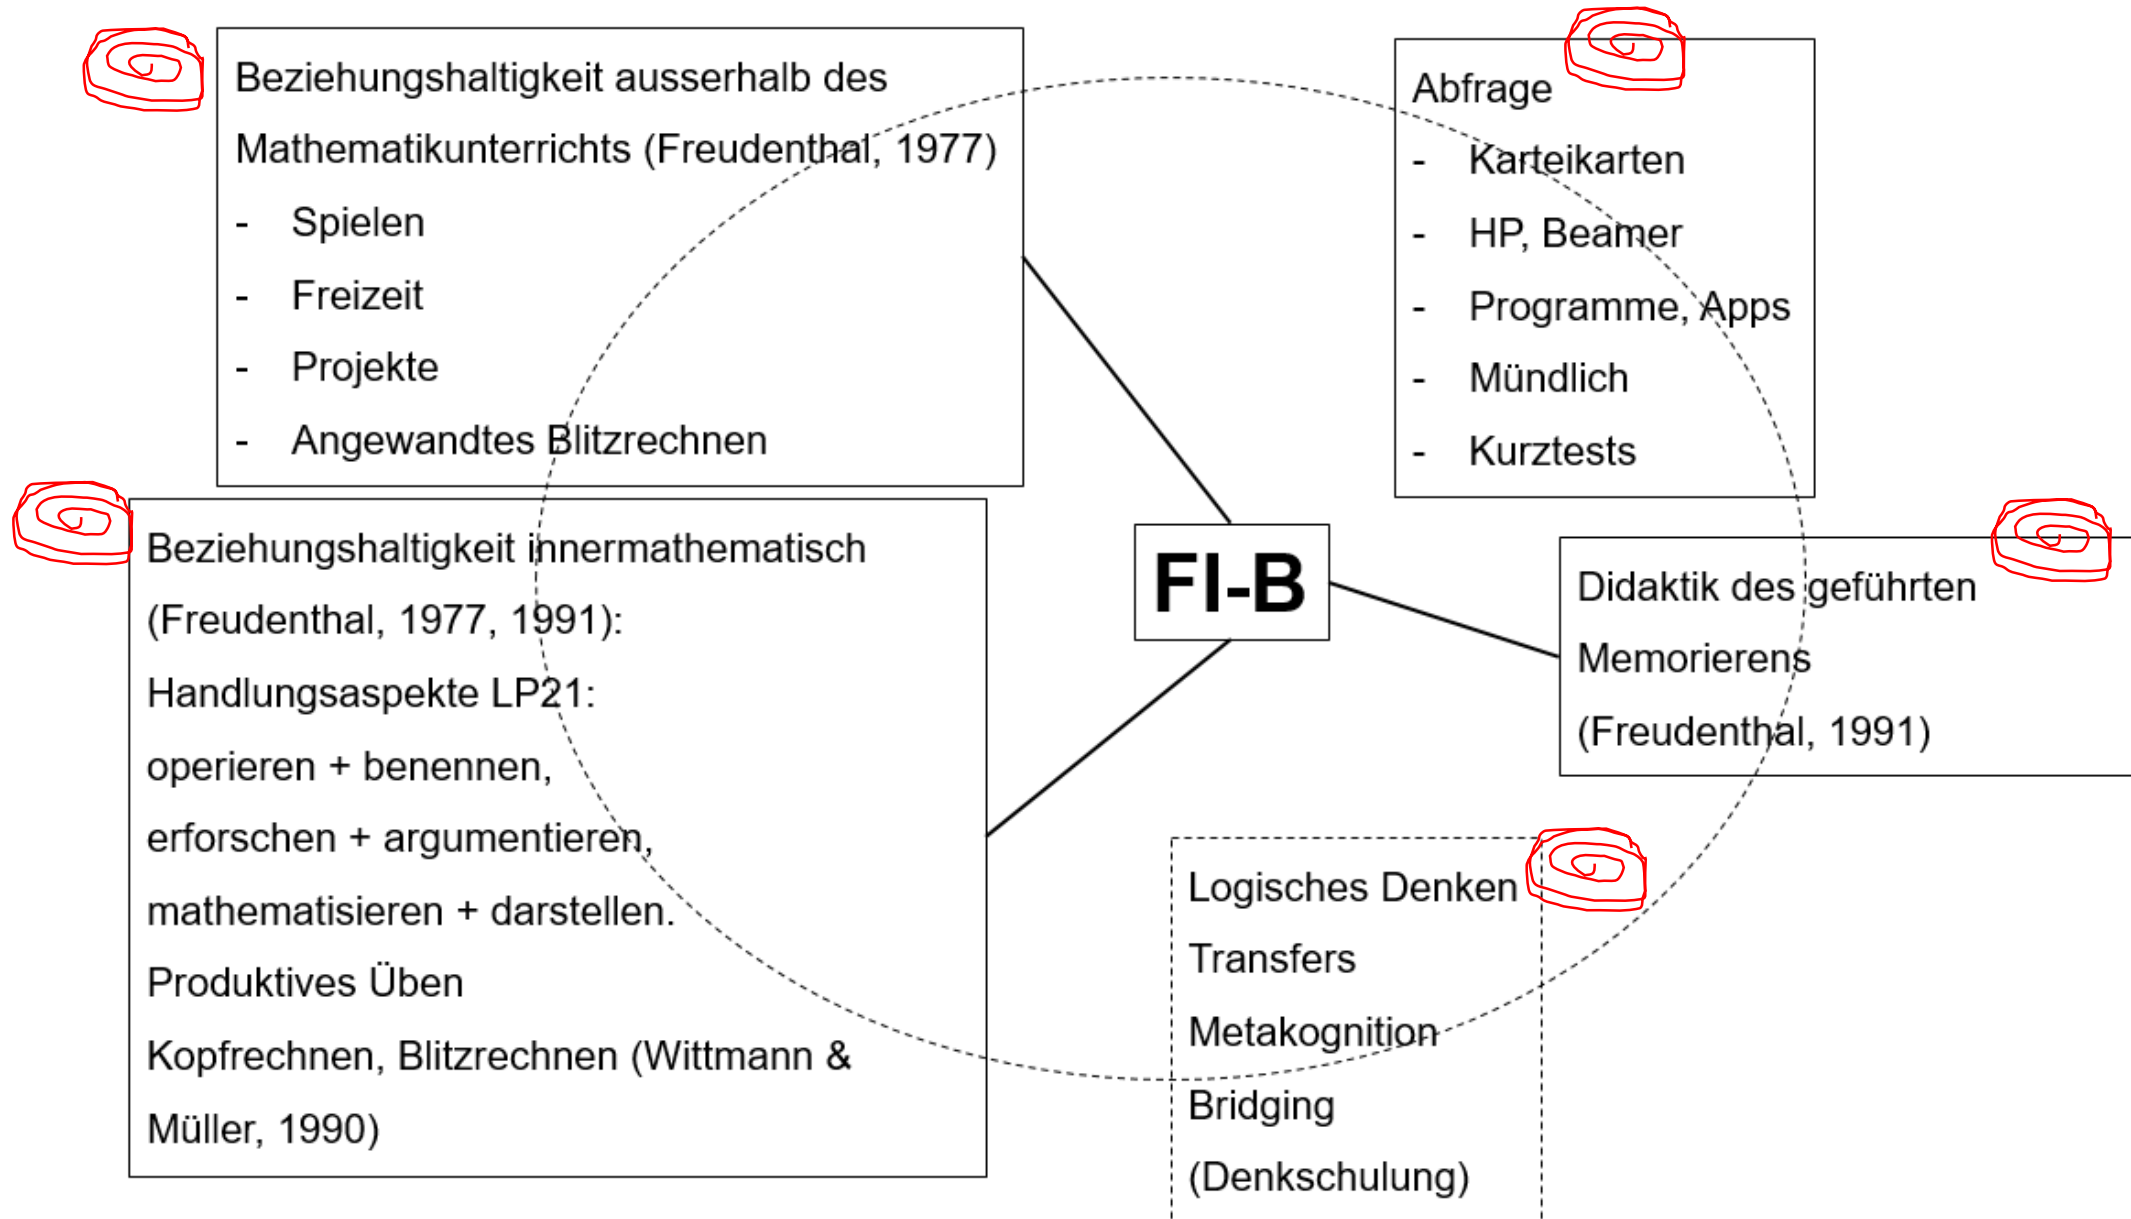 Beziehungshaltigkeit ausserhalb des
Mathematikunterrichts (Freudenthal, 1977)
- Spielen
- Freizeit
- Projekte
- Angewandtes Blitzrechnen
Abfrage
- Karteikarten
- HP, Beamer
- Programme, Apps
- Mündlich
- Kurztests
Beziehungshaltigkeit innermathematisch
(Freudenthal, 1977, 1991):
Handlungsaspekte LP21:
operieren + benennen,
erforschen + argumentieren,
mathematisieren + darstellen.
Produktives Üben
Kopfrechnen, Blitzrechnen (Wittmann &
Müller, 1990)
FI-B
Didaktik des geführten
Memorierens
(Freudenthal, 1991)
Logisches Denken
Transfers
Metakognition
Bridging
(Denkschulung)